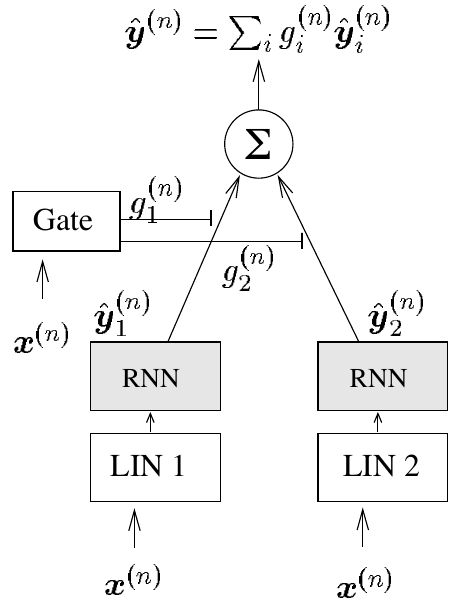 ŷ^(n) = ∑_i g_i^(n) ŷ_i^(n)
Σ
g_1^(n)
Gate
g_2^(n)
ŷ_1^(n) ŷ_2^(n)
x^(n)
RNN RNN
LIN 1 LIN 2
x^(n) x^(n)